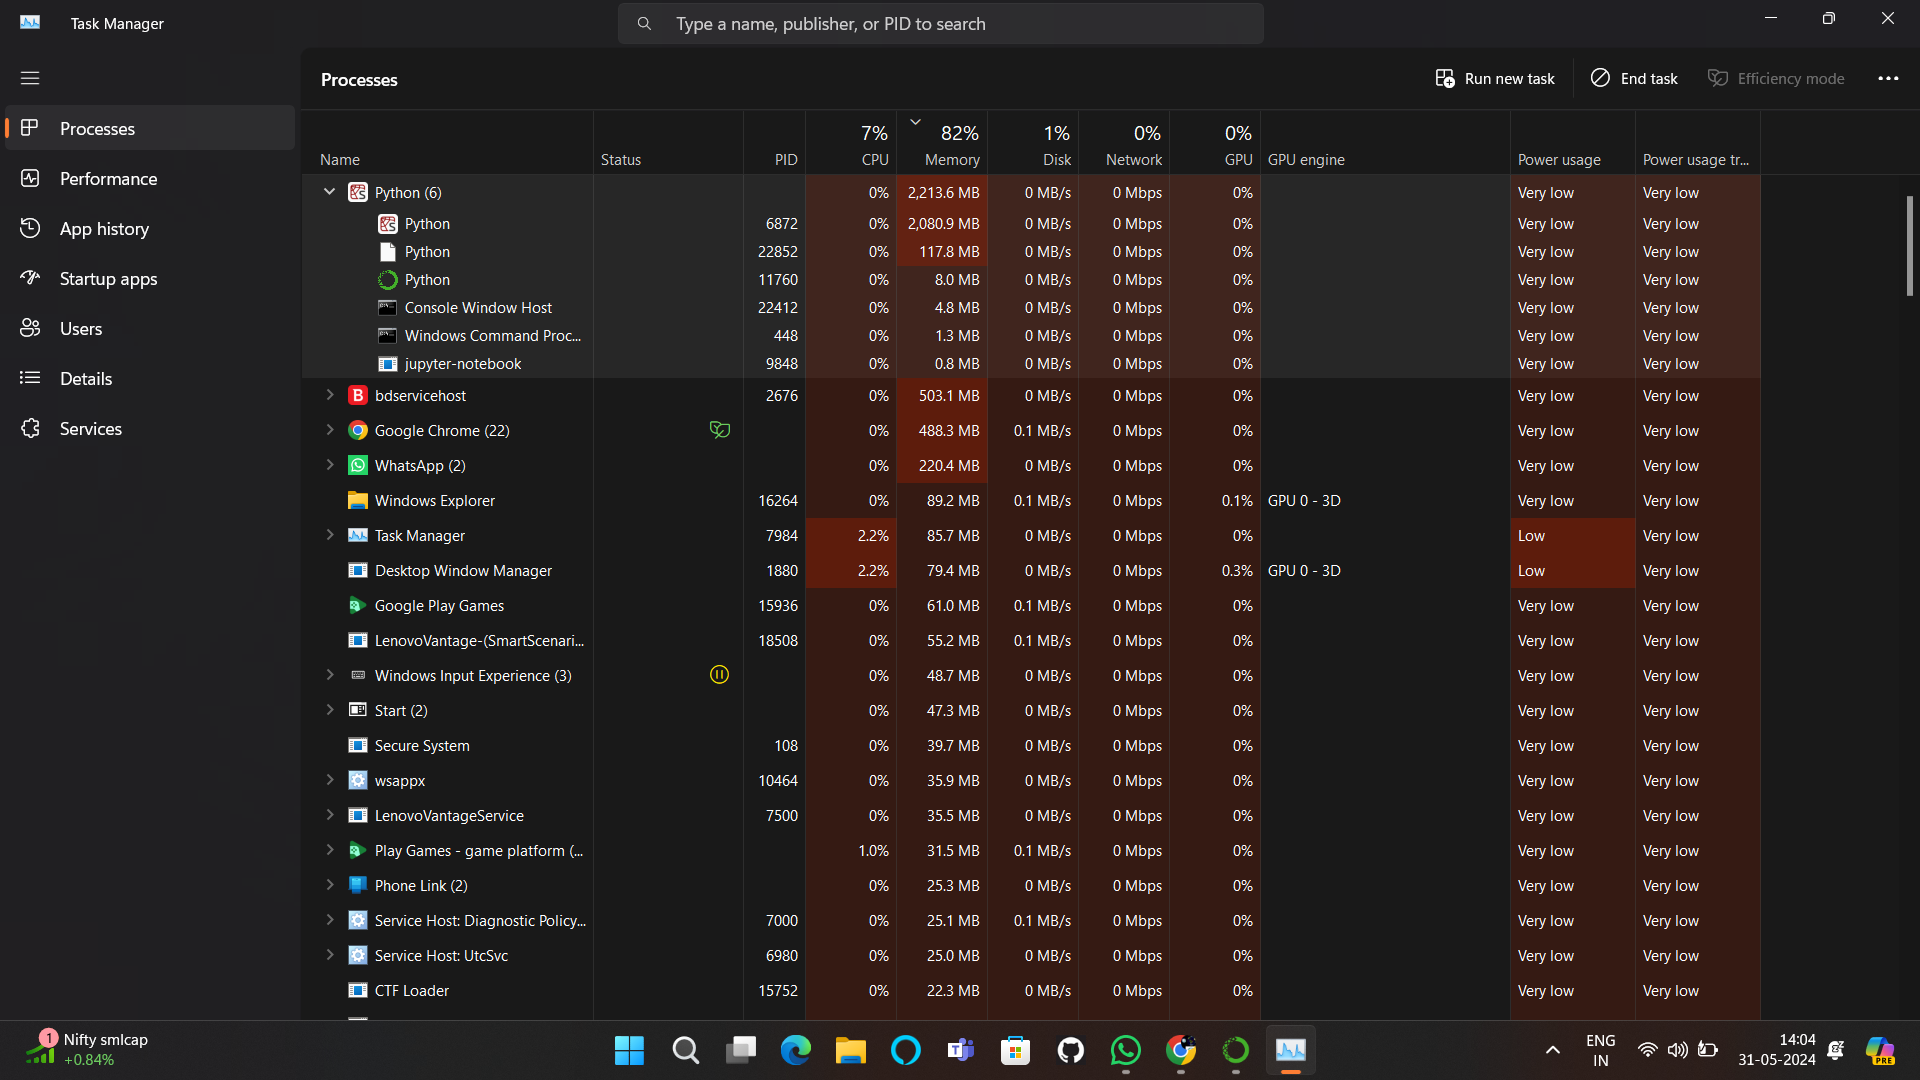 Task Manager
Type a name, publisher, or PID to search
Processes
Performance
App history
Startup apps
Users
Details
Services
Processes
Run new task
End task
Efficiency mode
7% 82% 1% 0% 0%
Name Status PID CPU Memory Disk Network GPU GPU engine Power usage Power usage tr...
Python (6) 0% 2,213.6 MB 0 MB/s 0 Mbps 0% Very low Very low
Python 6872 0% 2,080.9 MB 0 MB/s 0 Mbps 0% Very low Very low
Python 22852 0% 117.8 MB 0 MB/s 0 Mbps 0% Very low Very low
Python 11760 0% 8.0 MB 0 MB/s 0 Mbps 0% Very low Very low
Console Window Host 22412 0% 4.8 MB 0 MB/s 0 Mbps 0% Very low Very low
Windows Command Proc... 448 0% 1.3 MB 0 MB/s 0 Mbps 0% Very low Very low
jupyter-notebook 9848 0% 0.8 MB 0 MB/s 0 Mbps 0% Very low Very low
B bdservicehost 2676 0% 503.1 MB 0 MB/s 0 Mbps 0% Very low Very low
Google Chrome (22) 0% 488.3 MB 0.1 MB/s 0 Mbps 0% Very low Very low
WhatsApp (2) 0% 220.4 MB 0 MB/s 0 Mbps 0% Very low Very low
Windows Explorer 16264 0% 89.2 MB 0.1 MB/s 0 Mbps 0.1% GPU 0 - 3D Very low Very low
Task Manager 7984 2.2% 85.7 MB 0 MB/s 0 Mbps 0% Low Very low
Desktop Window Manager 1880 2.2% 79.4 MB 0 MB/s 0 Mbps 0.3% GPU 0 - 3D Low Very low
Google Play Games 15936 0% 61.0 MB 0.1 MB/s 0 Mbps 0% Very low Very low
LenovoVantage-(SmartScenari... 18508 0% 55.2 MB 0.1 MB/s 0 Mbps 0% Very low Very low
Windows Input Experience (3) 0% 48.7 MB 0 MB/s 0 Mbps 0% Very low Very low
Start (2) 0% 47.3 MB 0 MB/s 0 Mbps 0% Very low Very low
Secure System 108 0% 39.7 MB 0 MB/s 0 Mbps 0% Very low Very low
wsappx 10464 0% 35.9 MB 0 MB/s 0 Mbps 0% Very low Very low
LenovoVantageService 7500 0% 35.5 MB 0 MB/s 0 Mbps 0% Very low Very low
Play Games - game platform (... 1.0% 31.5 MB 0.1 MB/s 0 Mbps 0% Very low Very low
Phone Link (2) 0% 25.3 MB 0 MB/s 0 Mbps 0% Very low Very low
Service Host: Diagnostic Policy... 7000 0% 25.1 MB 0.1 MB/s 0 Mbps 0% Very low Very low
Service Host: UtcSvc 6980 0% 25.0 MB 0 MB/s 0 Mbps 0% Very low Very low
CTF Loader 15752 0% 22.3 MB 0 MB/s 0 Mbps 0% Very low Very low
1 Nifty smlcap
+0.84%
ENG
IN
14:04
31-05-2024
PRE